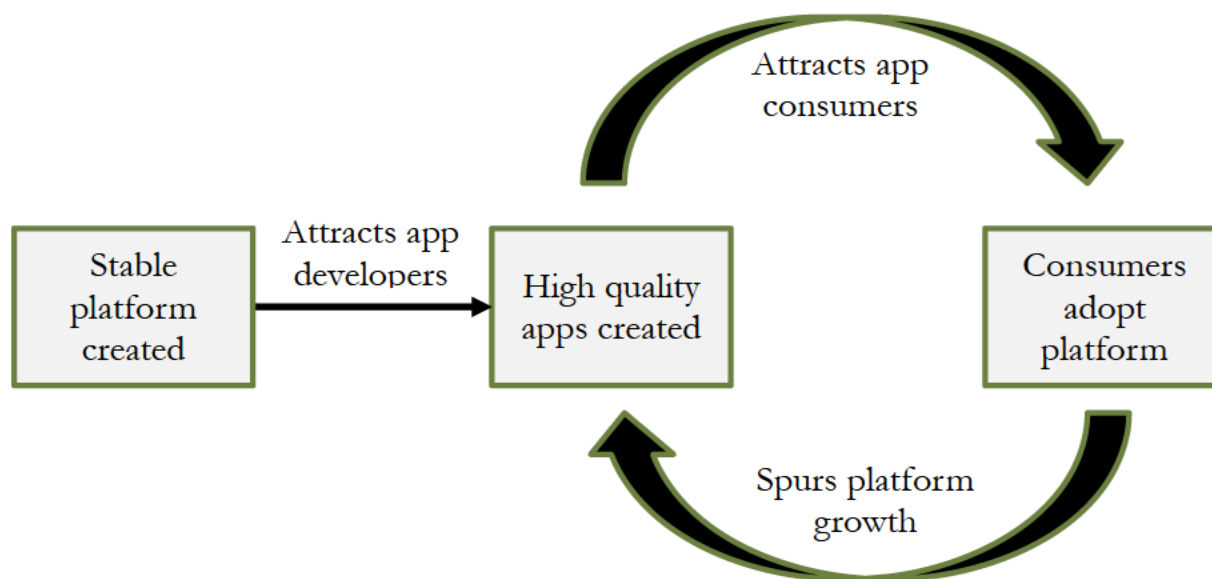 Stable
platform
created
Attracts app
developers
High quality
apps created
Attracts app
consumers
Consumers
adopt
platform
Spurs platform
growth